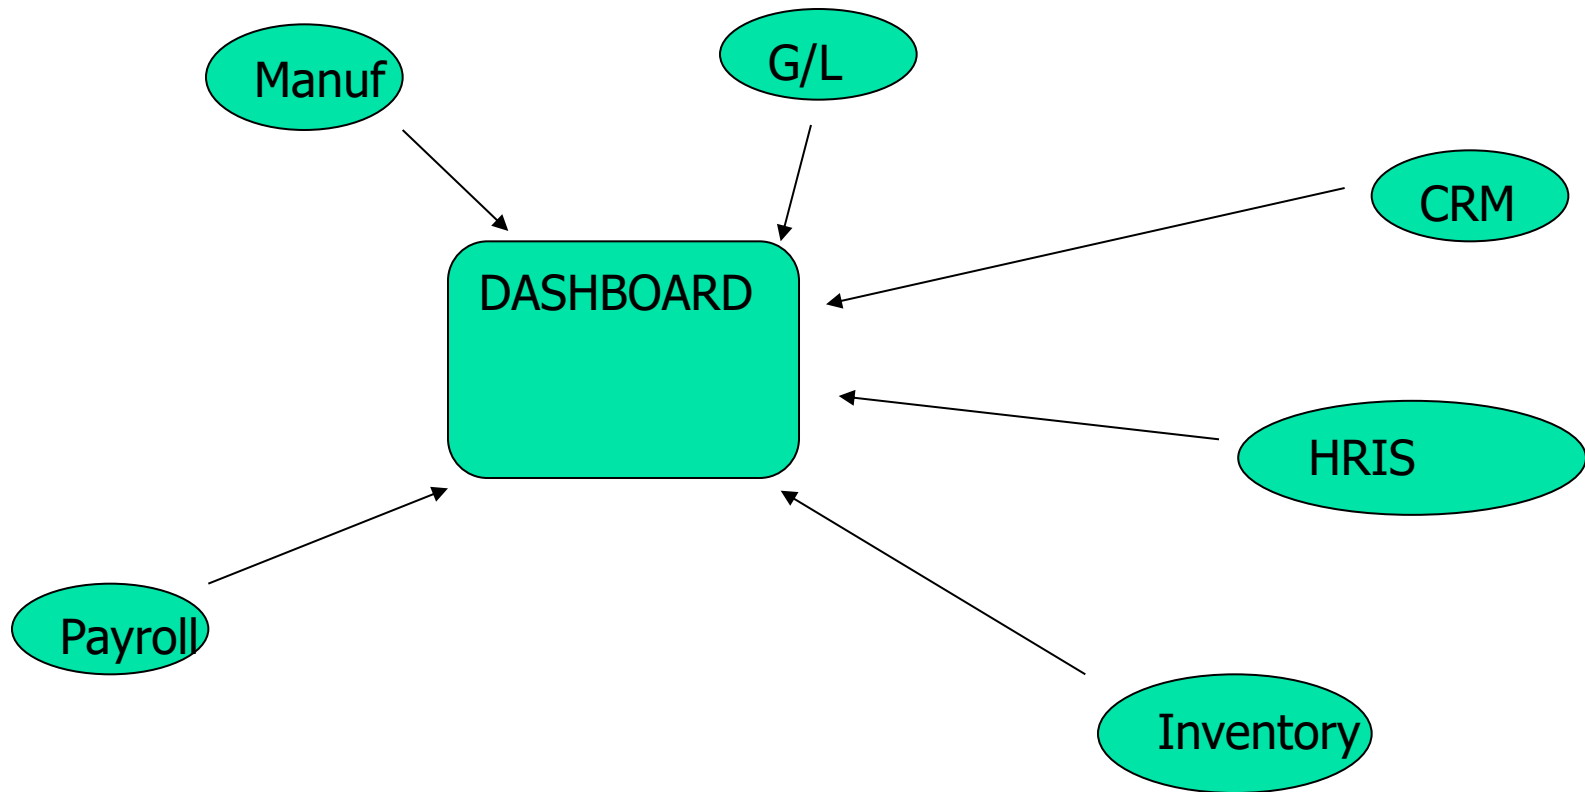 Manuf
G/L
CRM
DASHBOARD
HRIS
Payroll
Inventory